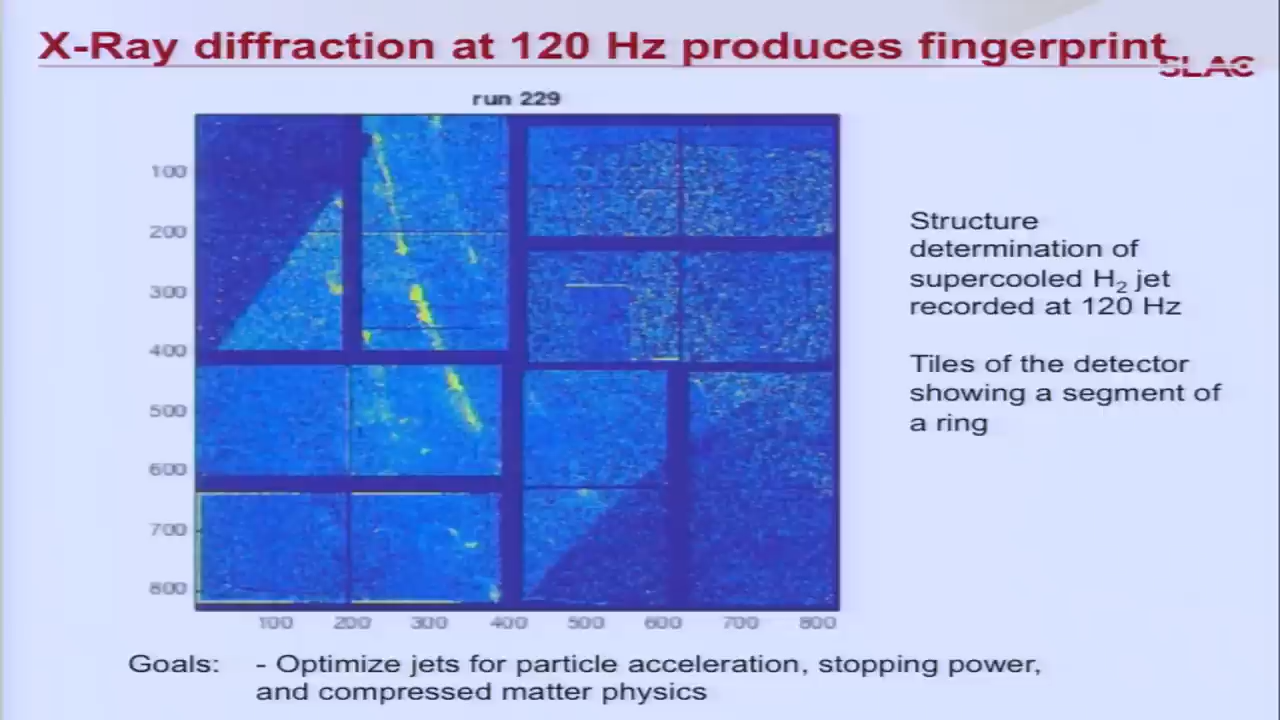 X-Ray diffraction at 120 Hz produces fingerprint
SLAC
run 229
100
200
300
400
500
600
700
800
100 200 300 400 500 600 700 800
Structure
determination of
supercooled H₂ jet
recorded at 120 Hz
Tiles of the detector
showing a segment of
a ring
Goals: - Optimize jets for particle acceleration, stopping power,
and compressed matter physics